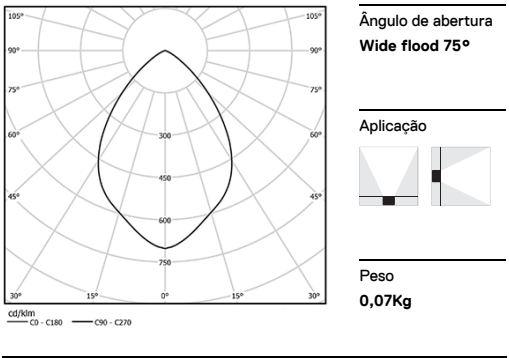 105° 105°
90° 90°
75° 75°
60° 300 60°
45° 450 45°
600
750
30° 15° 0° 15° 30°
cd/klm
C0 - C180 C90 - C270
Ângulo de abertura
Wide flood 75º
Aplicação
Peso
0,07Kg